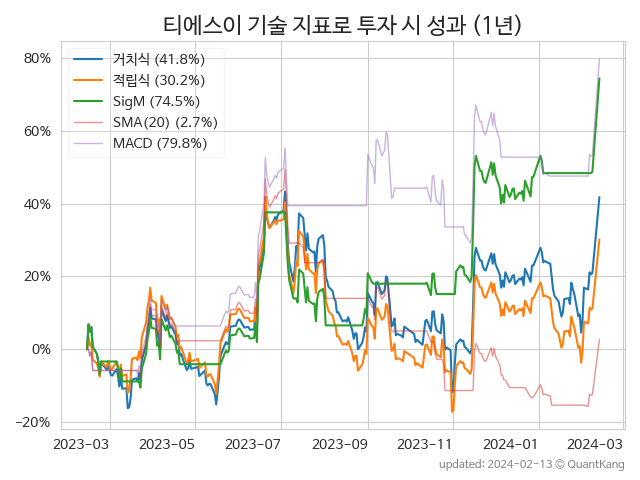 티에스이 기술 지표로 투자 시 성과 (1년)
거치식 (41.8%)
적립식 (30.2%)
SigM (74.5%)
SMA(20) (2.7%)
MACD (79.8%)
80%
60%
40%
20%
0%
−20%
2023-03 2023-05 2023-07 2023-09 2023-11 2024-01 2024-03
updated: 2024-02-13 © QuantKang